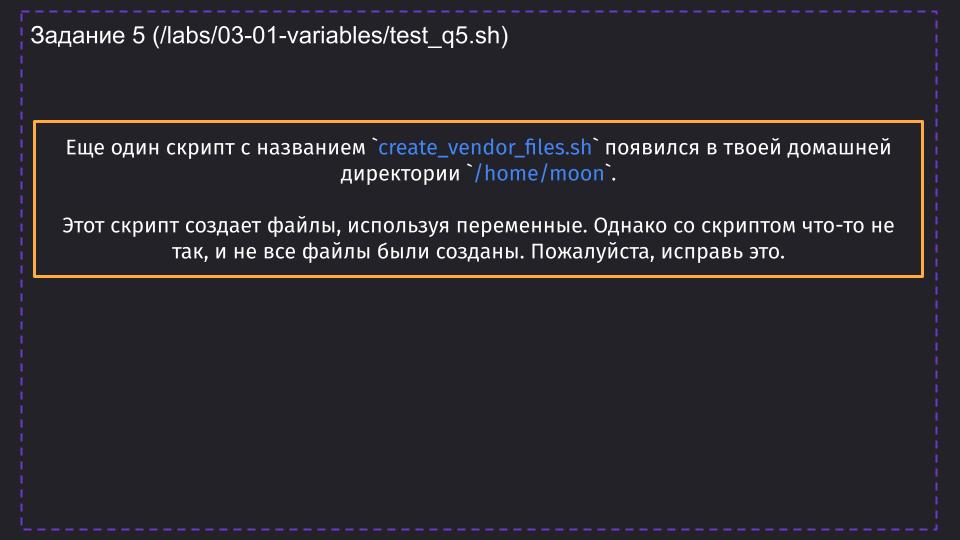 Задание 5 (/labs/03-01-variables/test_q5.sh)
Еще один скрипт с названием `create_vendor_files.sh` появился в твоей домашней
директории `/home/moon`.
Этот скрипт создает файлы, используя переменные. Однако со скриптом что-то не
так, и не все файлы были созданы. Пожалуйста, исправь это.